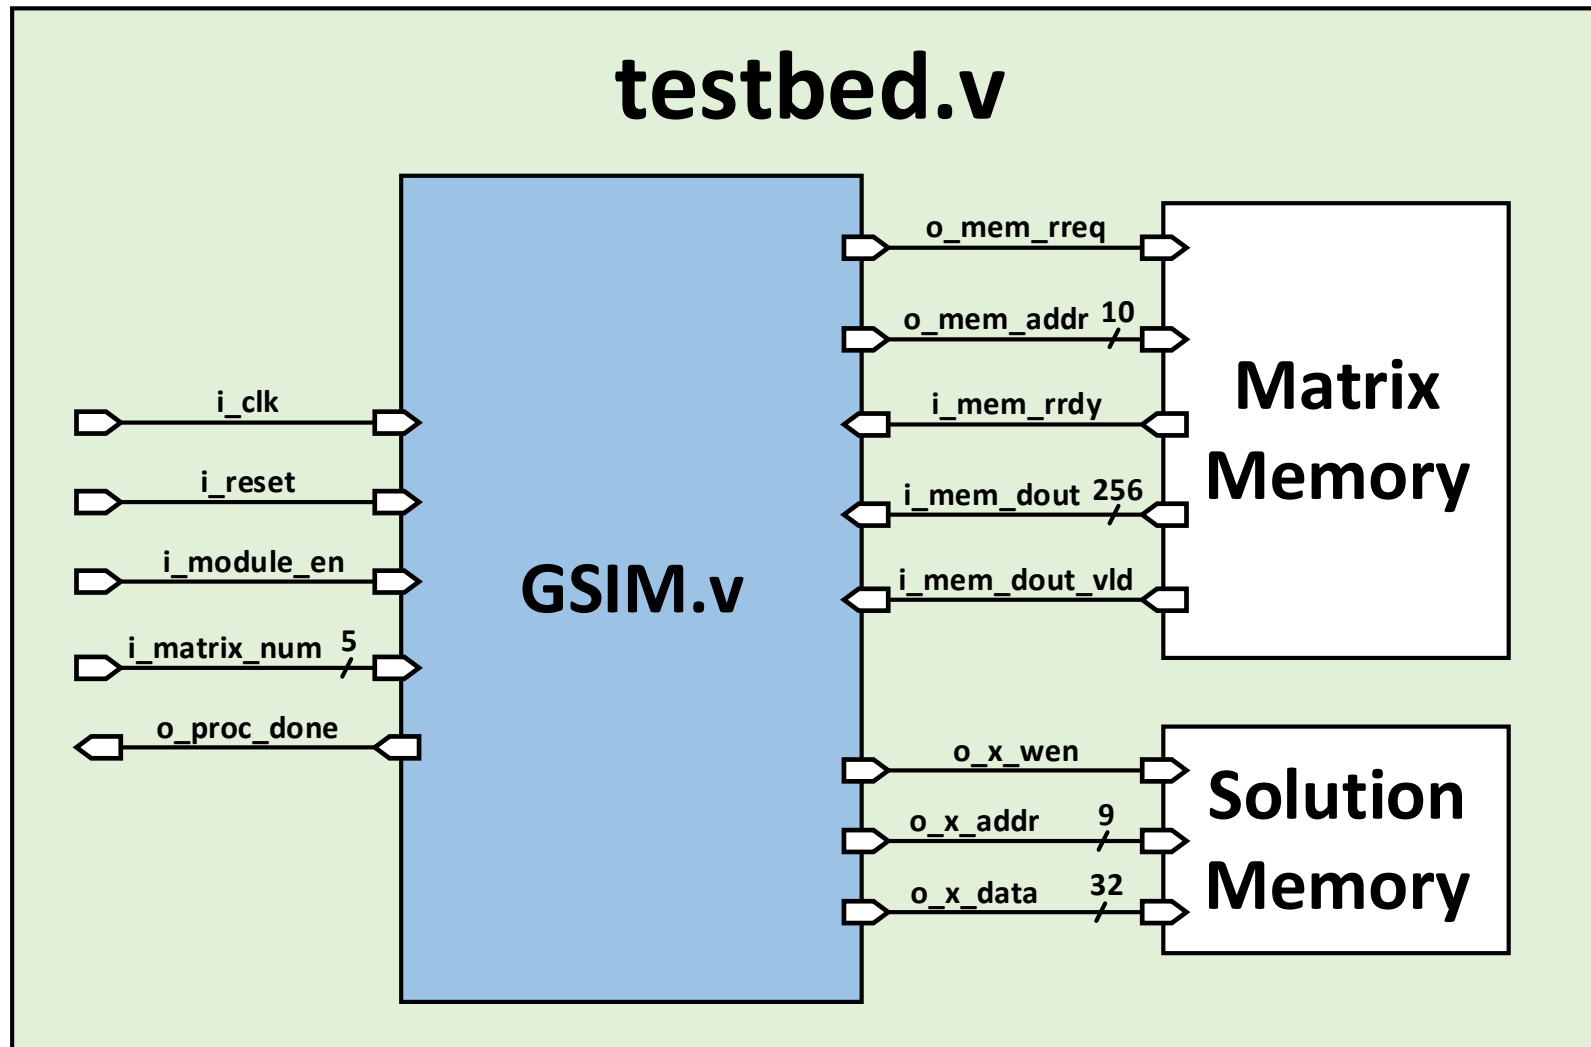 testbed.v
i_clk
i_reset
i_module_en
i_matrix_num 5
o_proc_done
GSIM.v
o_mem_rreq
o_mem_addr 10
i_mem_rrdy
i_mem_dout 256
i_mem_dout_vld
Matrix
Memory
o_x_wen
o_x_addr 9
o_x_data 32
Solution
Memory